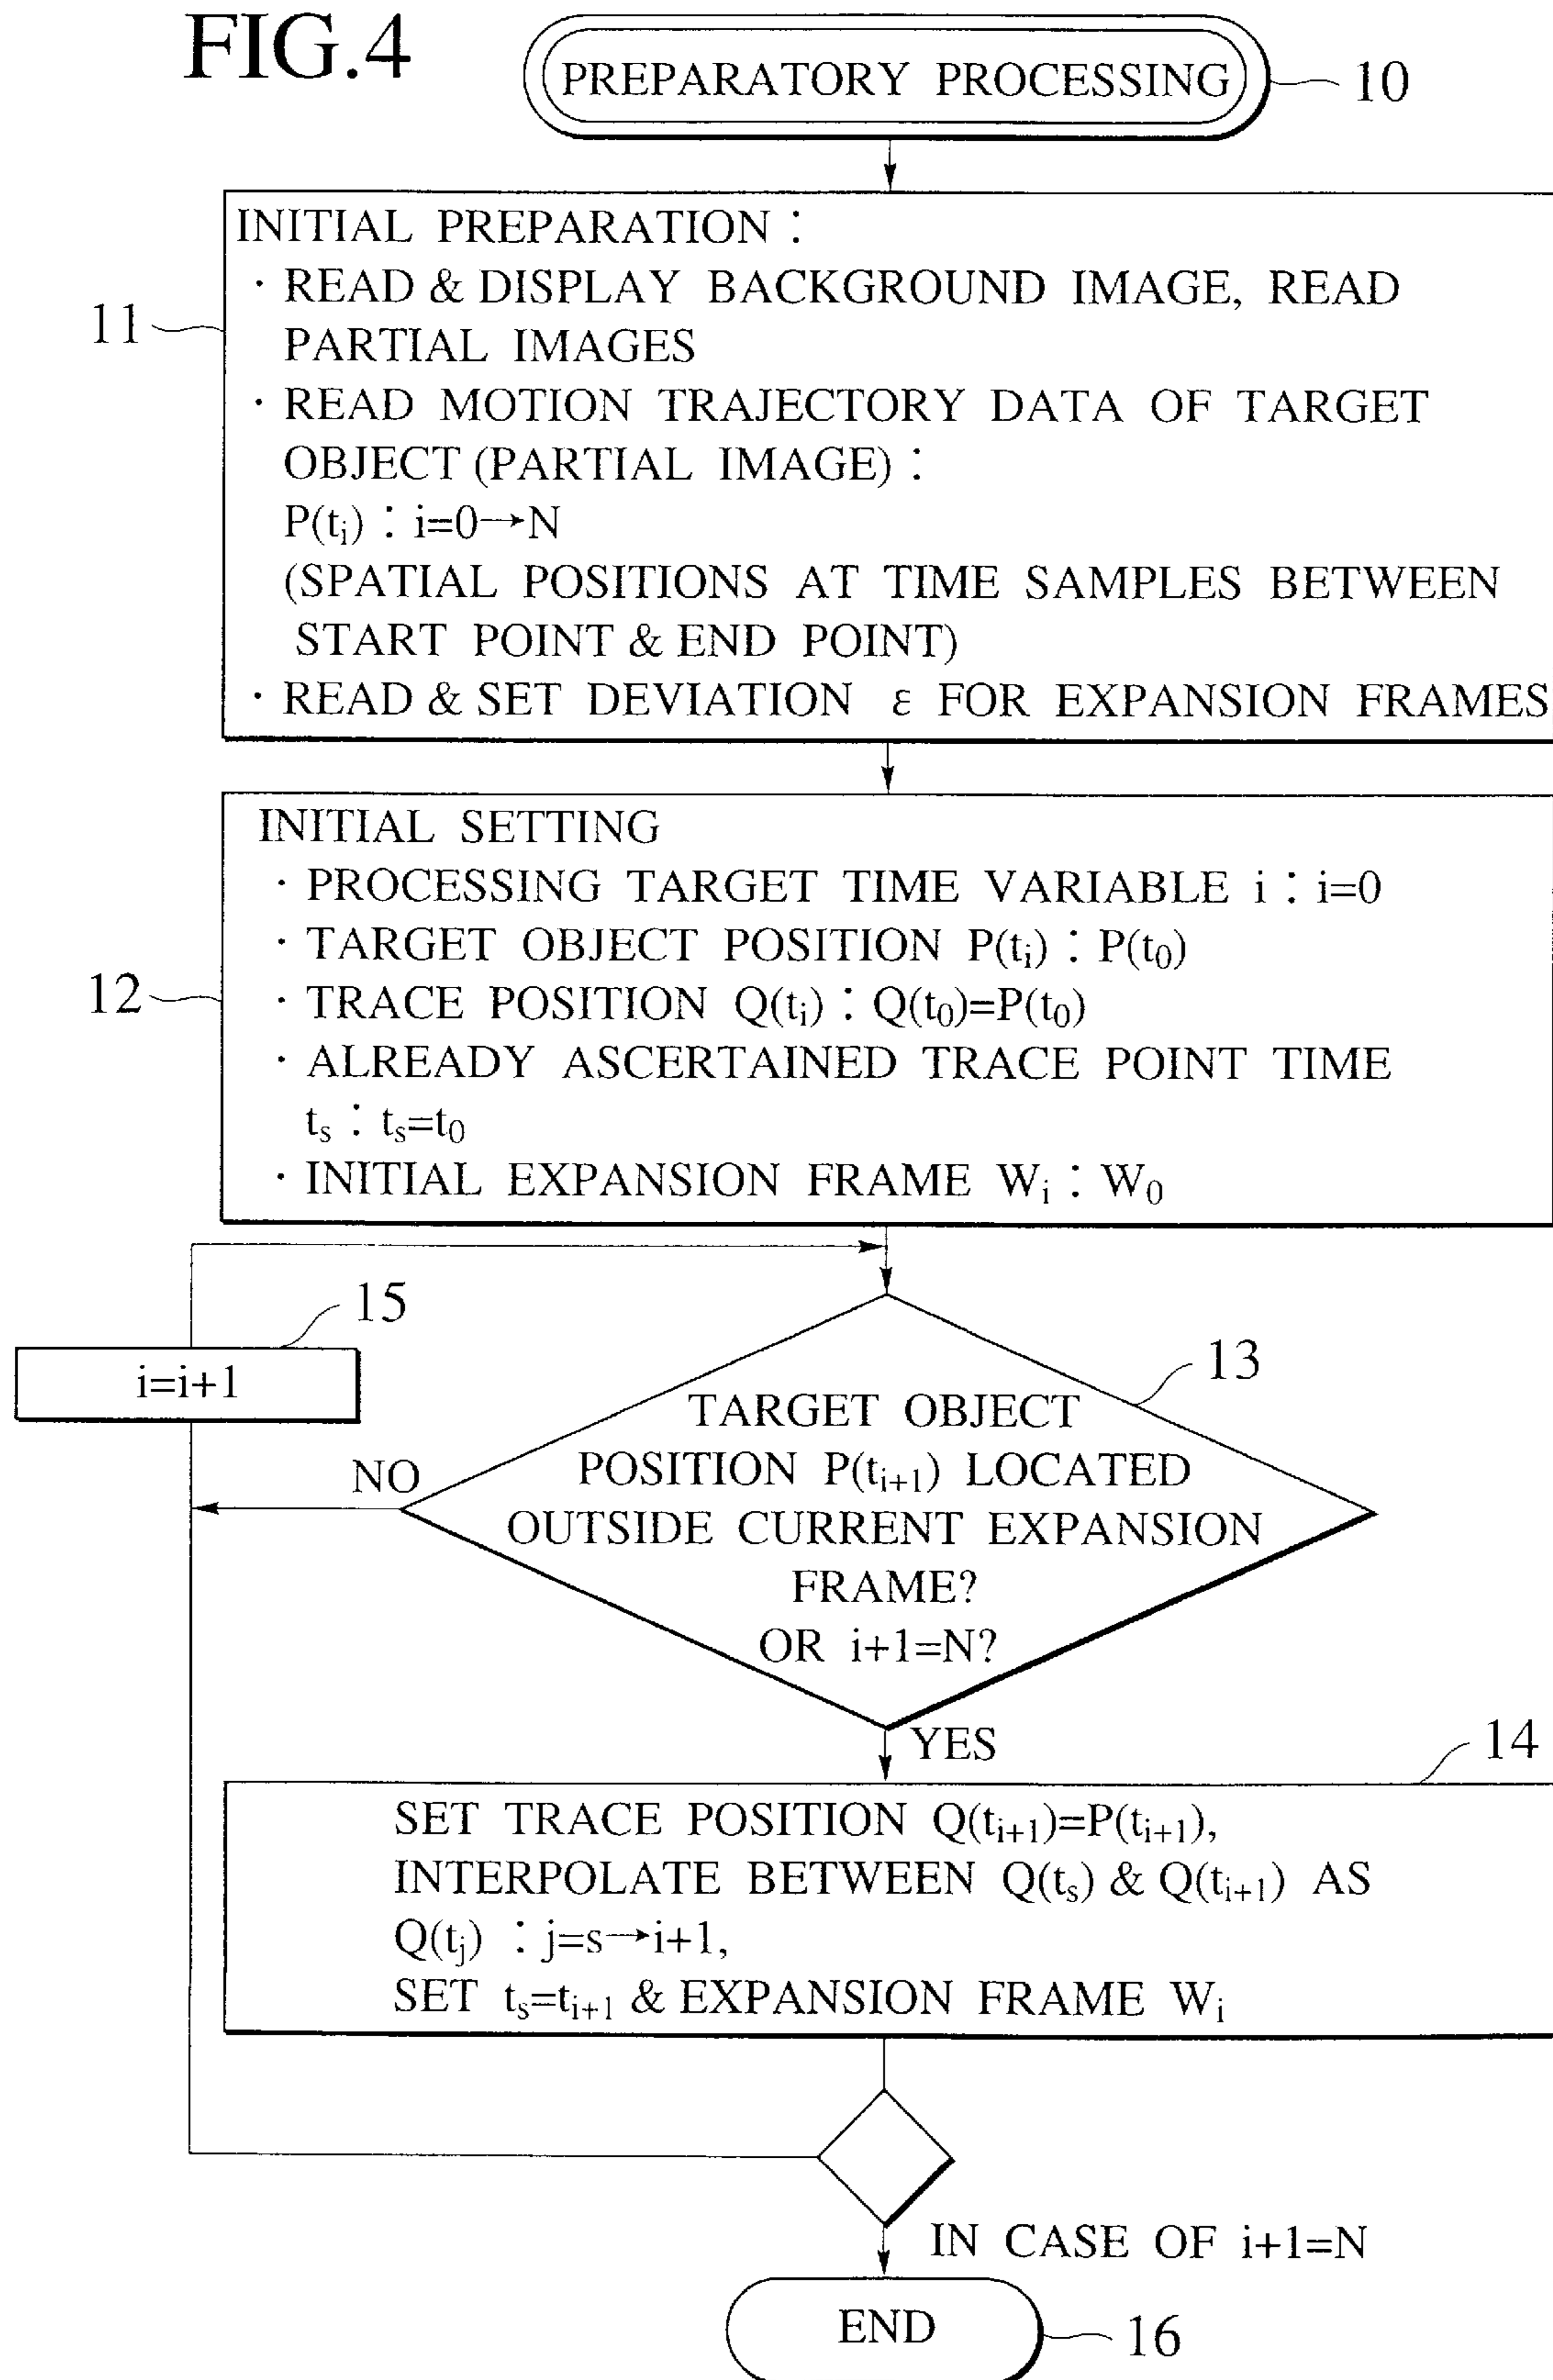 FIG.4
PREPARATORY PROCESSING
10
INITIAL PREPARATION :
· READ & DISPLAY BACKGROUND IMAGE, READ
PARTIAL IMAGES
11
· READ MOTION TRAJECTORY DATA OF TARGET
OBJECT (PARTIAL IMAGE) :
P(ti) : i=0→N
(SPATIAL POSITIONS AT TIME SAMPLES BETWEEN
START POINT & END POINT)
· READ & SET DEVIATION ε FOR EXPANSION FRAMES
INITIAL SETTING
· PROCESSING TARGET TIME VARIABLE i : i=0
· TARGET OBJECT POSITION P(ti) : P(t0)
12
· TRACE POSITION Q(ti) : Q(t0)=P(t0)
· ALREADY ASCERTAINED TRACE POINT TIME
ts : ts=t0
· INITIAL EXPANSION FRAME Wi : W0
15
i=i+1
13
TARGET OBJECT
POSITION P(ti+1) LOCATED
OUTSIDE CURRENT EXPANSION
FRAME?
OR i+1=N?
NO
YES
14
SET TRACE POSITION Q(ti+1)=P(ti+1),
INTERPOLATE BETWEEN Q(ts) & Q(ti+1) AS
Q(tj) : j=s→i+1,
SET ts=ti+1 & EXPANSION FRAME Wi
IN CASE OF i+1=N
END
16